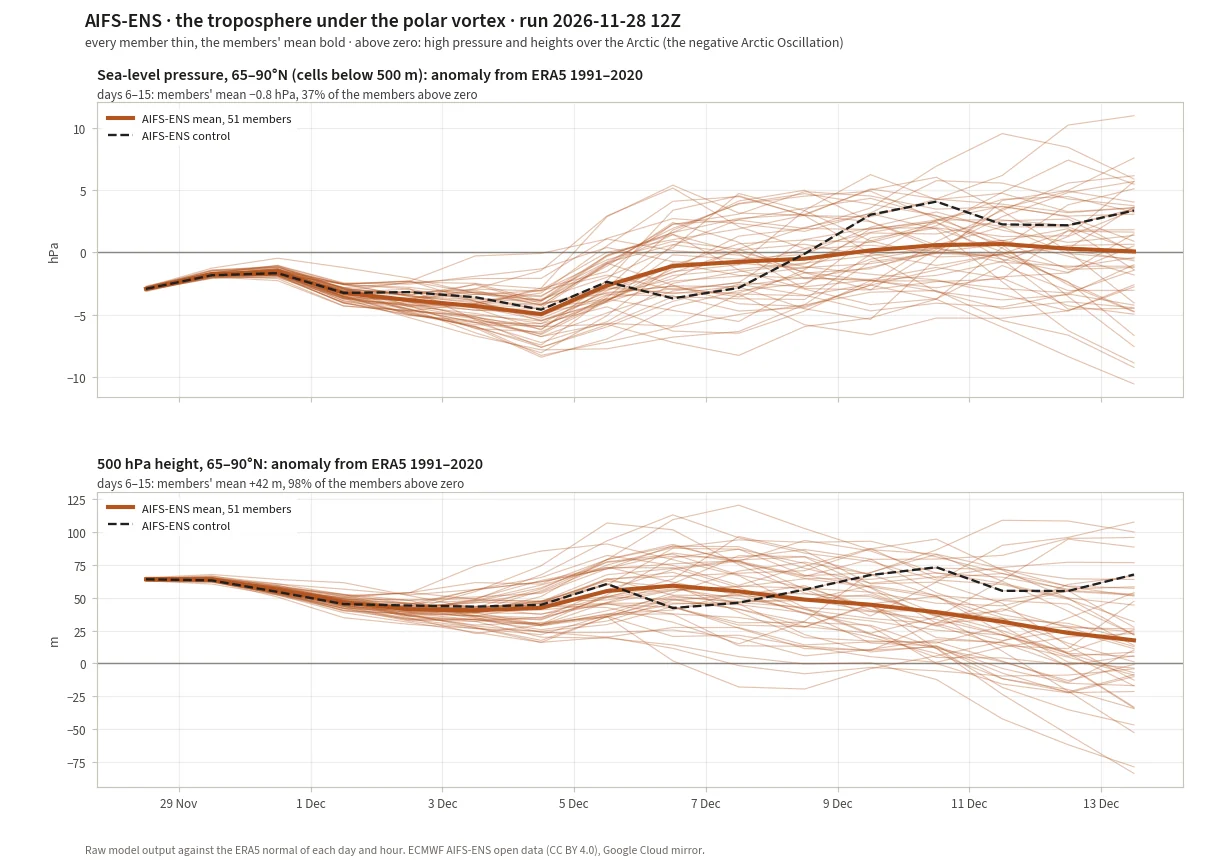 AIFS-ENS · the troposphere under the polar vortex · run 2026-11-28 12Z
every member thin, the members' mean bold · above zero: high pressure and heights over the Arctic (the negative Arctic Oscillation)
Sea-level pressure, 65–90°N (cells below 500 m): anomaly from ERA5 1991–2020
days 6–15: members' mean −0.8 hPa, 37% of the members above zero
AIFS-ENS mean, 51 members
AIFS-ENS control
10
5
0
−5
−10
hPa
500 hPa height, 65–90°N: anomaly from ERA5 1991–2020
days 6–15: members' mean +42 m, 98% of the members above zero
AIFS-ENS mean, 51 members
AIFS-ENS control
125
100
75
50
25
0
−25
−50
−75
m
29 Nov 1 Dec 3 Dec 5 Dec 7 Dec 9 Dec 11 Dec 13 Dec
Raw model output against the ERA5 normal of each day and hour. ECMWF AIFS-ENS open data (CC BY 4.0), Google Cloud mirror.